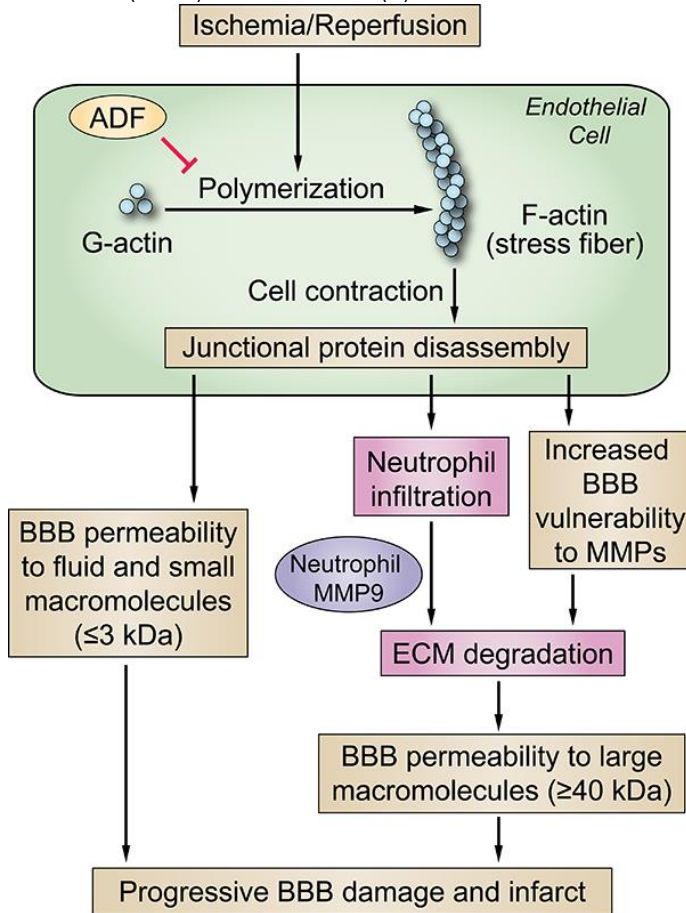 Ischemia/Reperfusion
ADF
Endothelial
Cell
Polymerization
G-actin
F-actin
(stress fiber)
Cell contraction
Junctional protein disassembly
BBB permeability
to fluid and small
macromolecules
(≤3 kDa)
Neutrophil
infiltration
Increased
BBB
vulnerability
to MMPs
Neutrophil
MMP9
ECM degradation
BBB permeability to large
macromolecules (≥40 kDa)
Progressive BBB damage and infarct